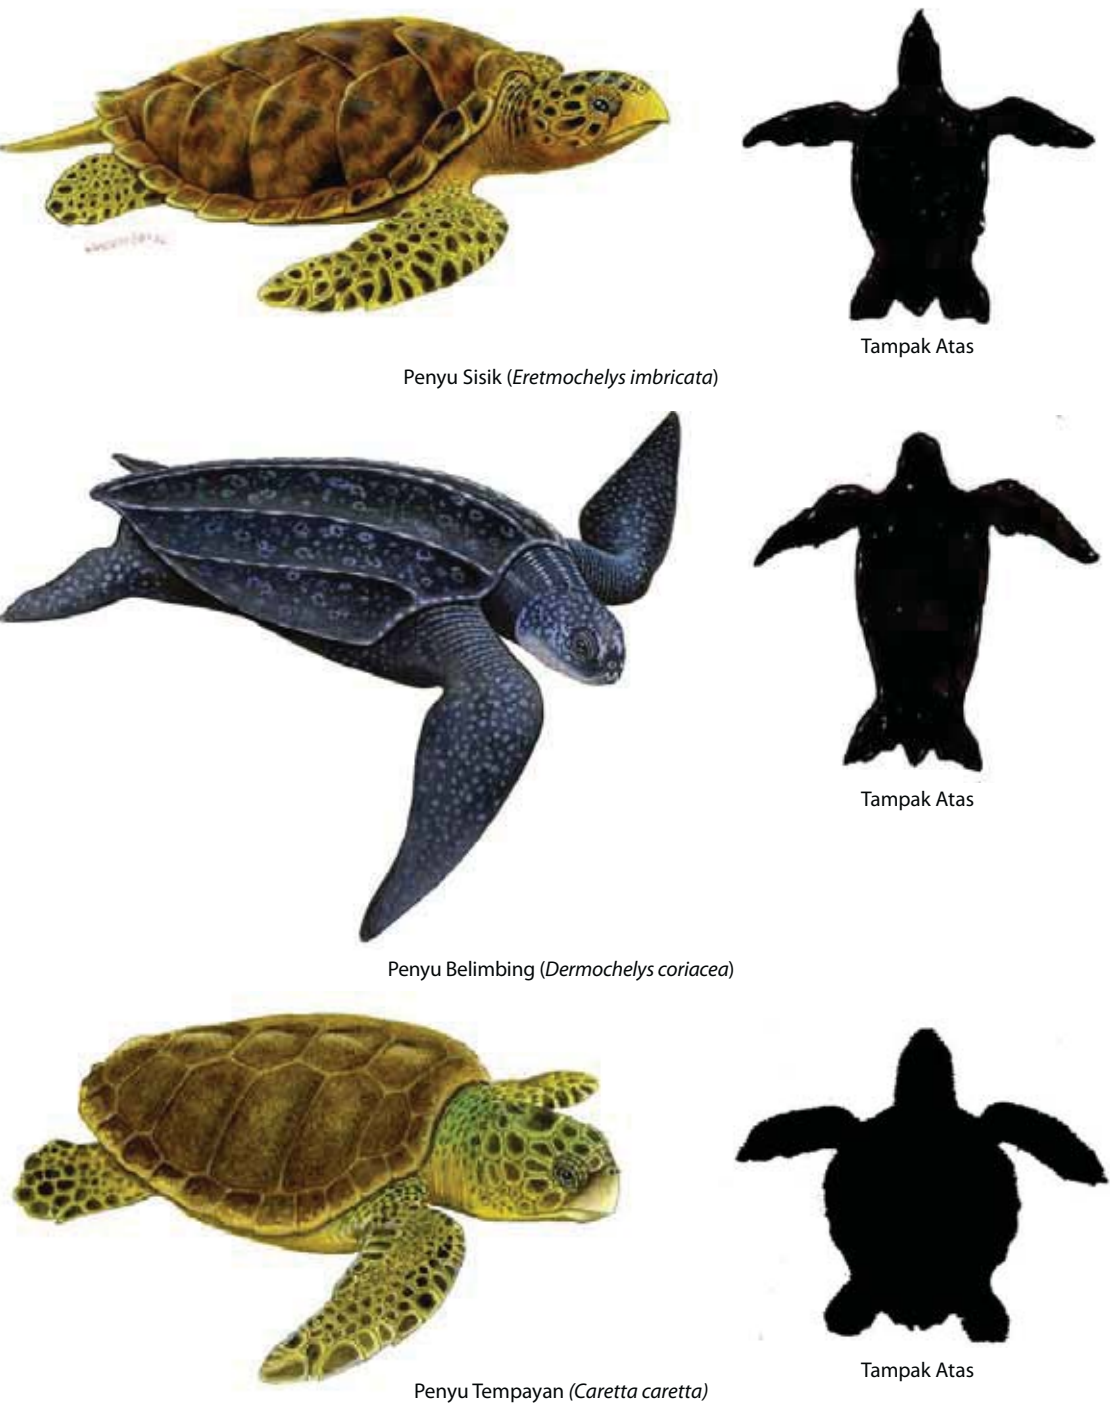 Tampak Atas
Penyu Sisik (Eretmochelys imbricata)
Tampak Atas
Penyu Belimbing (Dermochelys coriacea)
Tampak Atas
Penyu Tempayan (Caretta caretta)